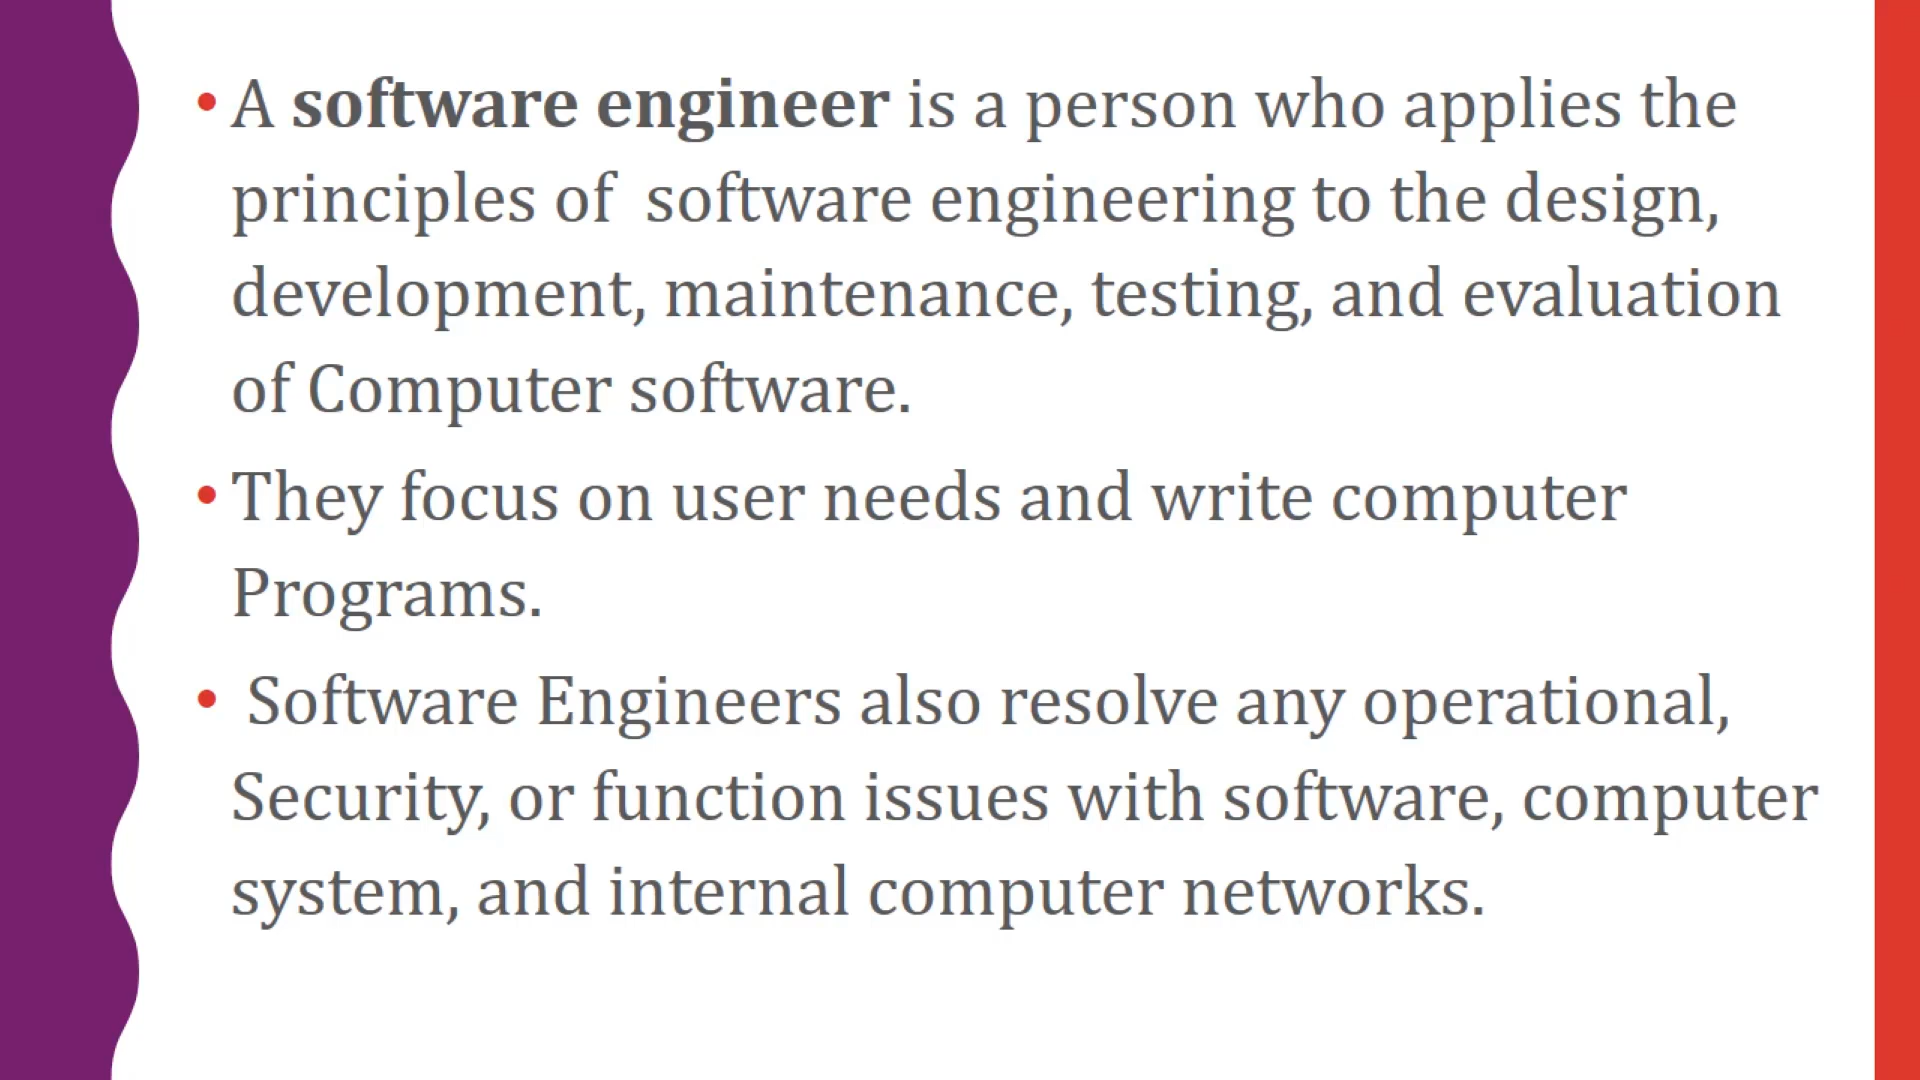 • A software engineer is a person who applies the
principles of  software engineering to the design,
development, maintenance, testing, and evaluation
of Computer software.
• They focus on user needs and write computer
Programs.
•  Software Engineers also resolve any operational,
Security, or function issues with software, computer
system, and internal computer networks.